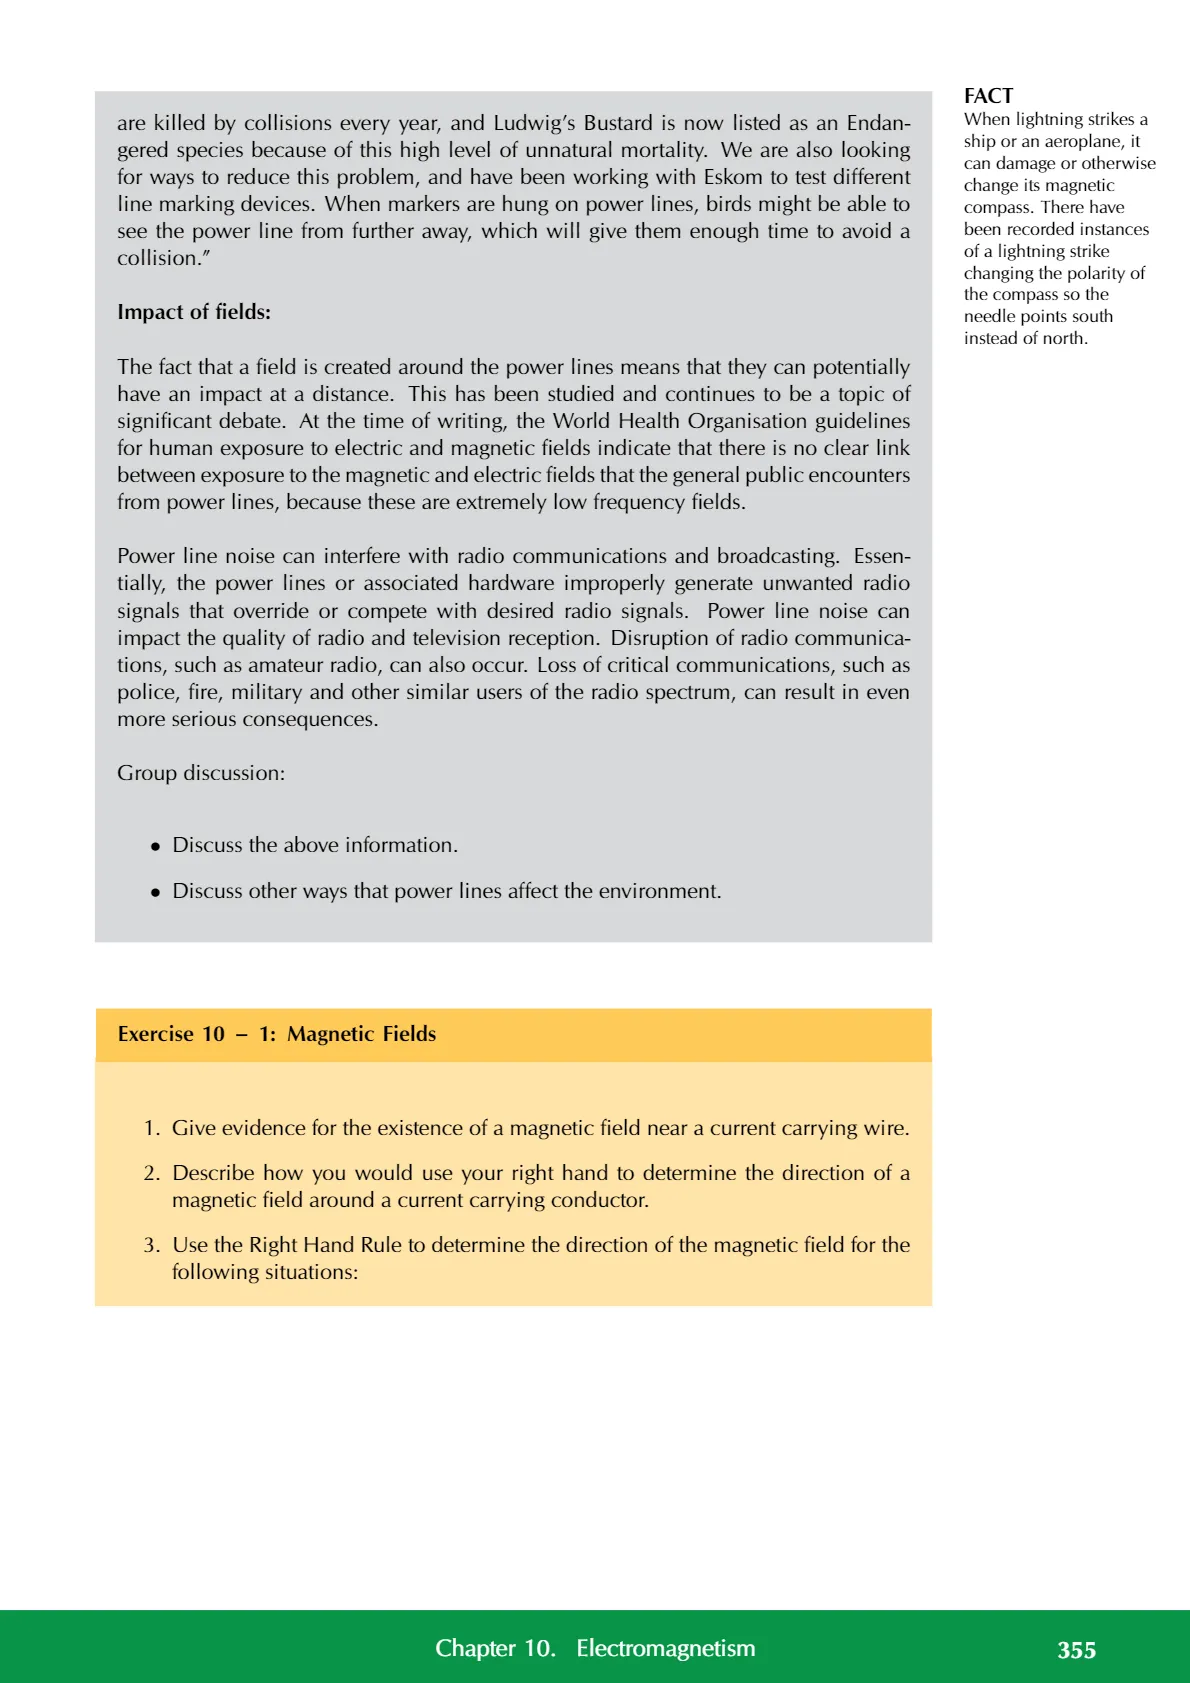 are killed by collisions every year, and Ludwig’s Bustard is now listed as an Endan-
gered species because of this high level of unnatural mortality. We are also looking
for ways to reduce this problem, and have been working with Eskom to test different
line marking devices. When markers are hung on power lines, birds might be able to
see the power line from further away, which will give them enough time to avoid a
collision.”
Impact of fields:
The fact that a field is created around the power lines means that they can potentially
have an impact at a distance. This has been studied and continues to be a topic of
significant debate. At the time of writing, the World Health Organisation guidelines
for human exposure to electric and magnetic fields indicate that there is no clear link
between exposure to the magnetic and electric fields that the general public encounters
from power lines, because these are extremely low frequency fields.
Power line noise can interfere with radio communications and broadcasting. Essen-
tially, the power lines or associated hardware improperly generate unwanted radio
signals that override or compete with desired radio signals. Power line noise can
impact the quality of radio and television reception. Disruption of radio communica-
tions, such as amateur radio, can also occur. Loss of critical communications, such as
police, fire, military and other similar users of the radio spectrum, can result in even
more serious consequences.
Group discussion:
• Discuss the above information.
• Discuss other ways that power lines affect the environment.
FACT
When lightning strikes a
ship or an aeroplane, it
can damage or otherwise
change its magnetic
compass. There have
been recorded instances
of a lightning strike
changing the polarity of
the compass so the
needle points south
instead of north.
Exercise 10 – 1: Magnetic Fields
1. Give evidence for the existence of a magnetic field near a current carrying wire.
2. Describe how you would use your right hand to determine the direction of a
magnetic field around a current carrying conductor.
3. Use the Right Hand Rule to determine the direction of the magnetic field for the
following situations:
Chapter 10. Electromagnetism
355